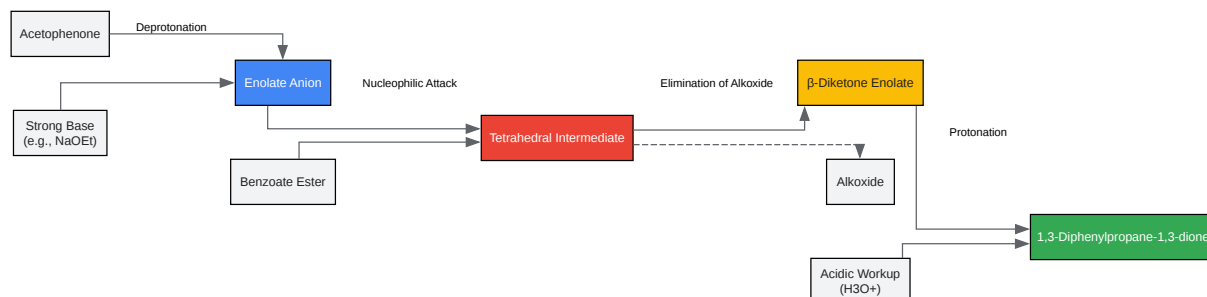 Acetophenone
Deprotonation
Enolate Anion
Nucleophilic Attack
Elimination of Alkoxide
β-Diketone Enolate
Strong Base
(e.g., NaOEt)
Tetrahedral Intermediate
Protonation
Benzoate Ester
Alkoxide
1,3-Diphenylpropane-1,3-dione
Acidic Workup
(H3O+)